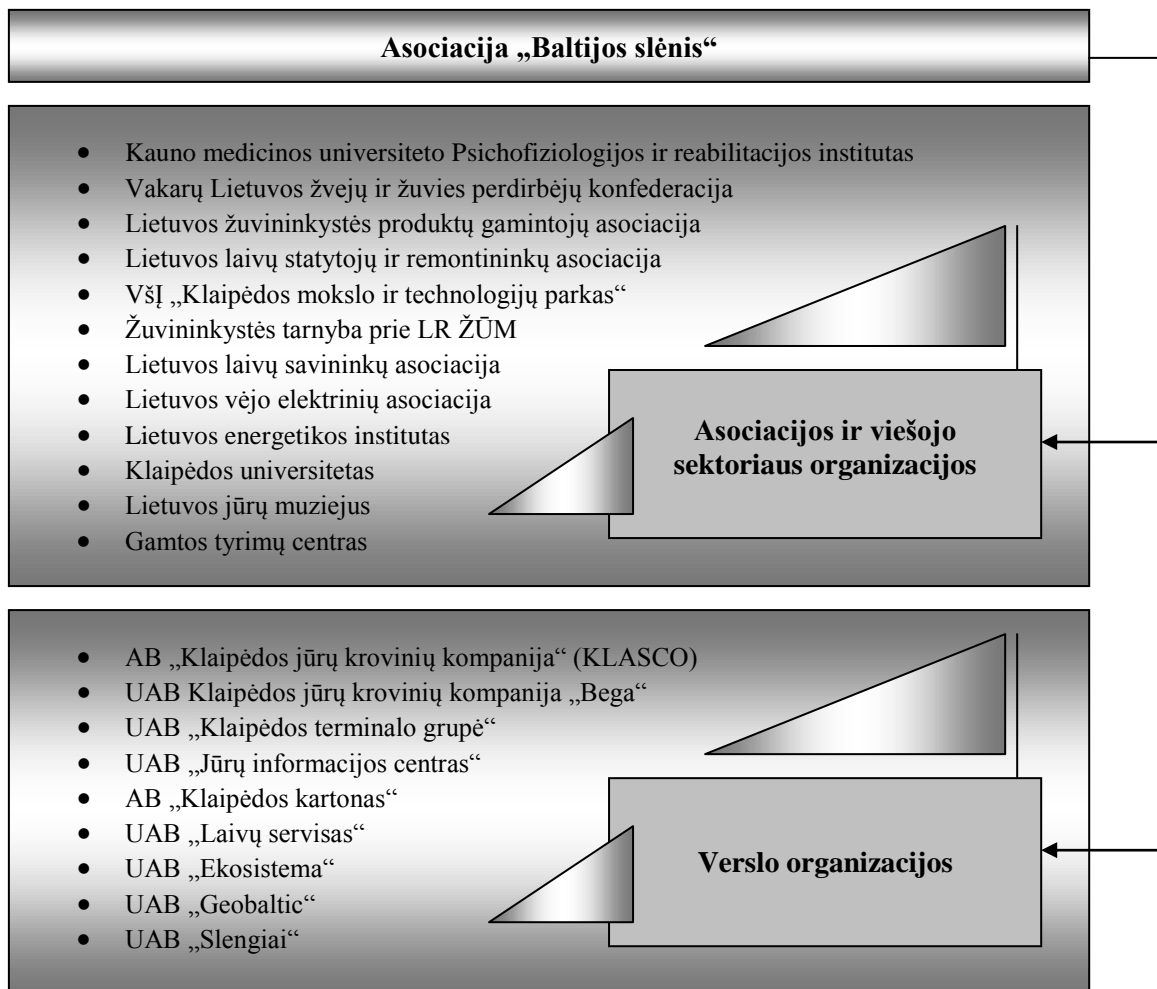 Asociacija „Baltijos slėnis“
• Kauno medicinos universiteto Psichofiziologijos ir reabilitacijos institutas
• Vakarų Lietuvos žvejų ir žuvies perdirbėjų konfederacija
• Lietuvos žuvininkystės produktų gamintojų asociacija
• Lietuvos laivų statytojų ir remontininkų asociacija
• VšĮ „Klaipėdos mokslo ir technologijų parkas“
• Žuvininkystės tarnyba prie LR ŽŪM
• Lietuvos laivų savininkų asociacija
• Lietuvos vėjo elektrinių asociacija
• Lietuvos energetikos institutas
• Klaipėdos universitetas
• Lietuvos jūrų muziejus
• Gamtos tyrimų centras
Asociacijos ir viešojo
sektoriaus organizacijos
• AB „Klaipėdos jūrų krovinių kompanija“ (KLASCO)
• UAB Klaipėdos jūrų krovinių kompanija „Bega“
• UAB „Klaipėdos terminalo grupė“
• UAB „Jūrų informacijos centras“
• AB „Klaipėdos kartonas“
• UAB „Laivų servisas“
• UAB „Ekosistema“
• UAB „Geobaltic“
• UAB „Slengiai“
Verslo organizacijos